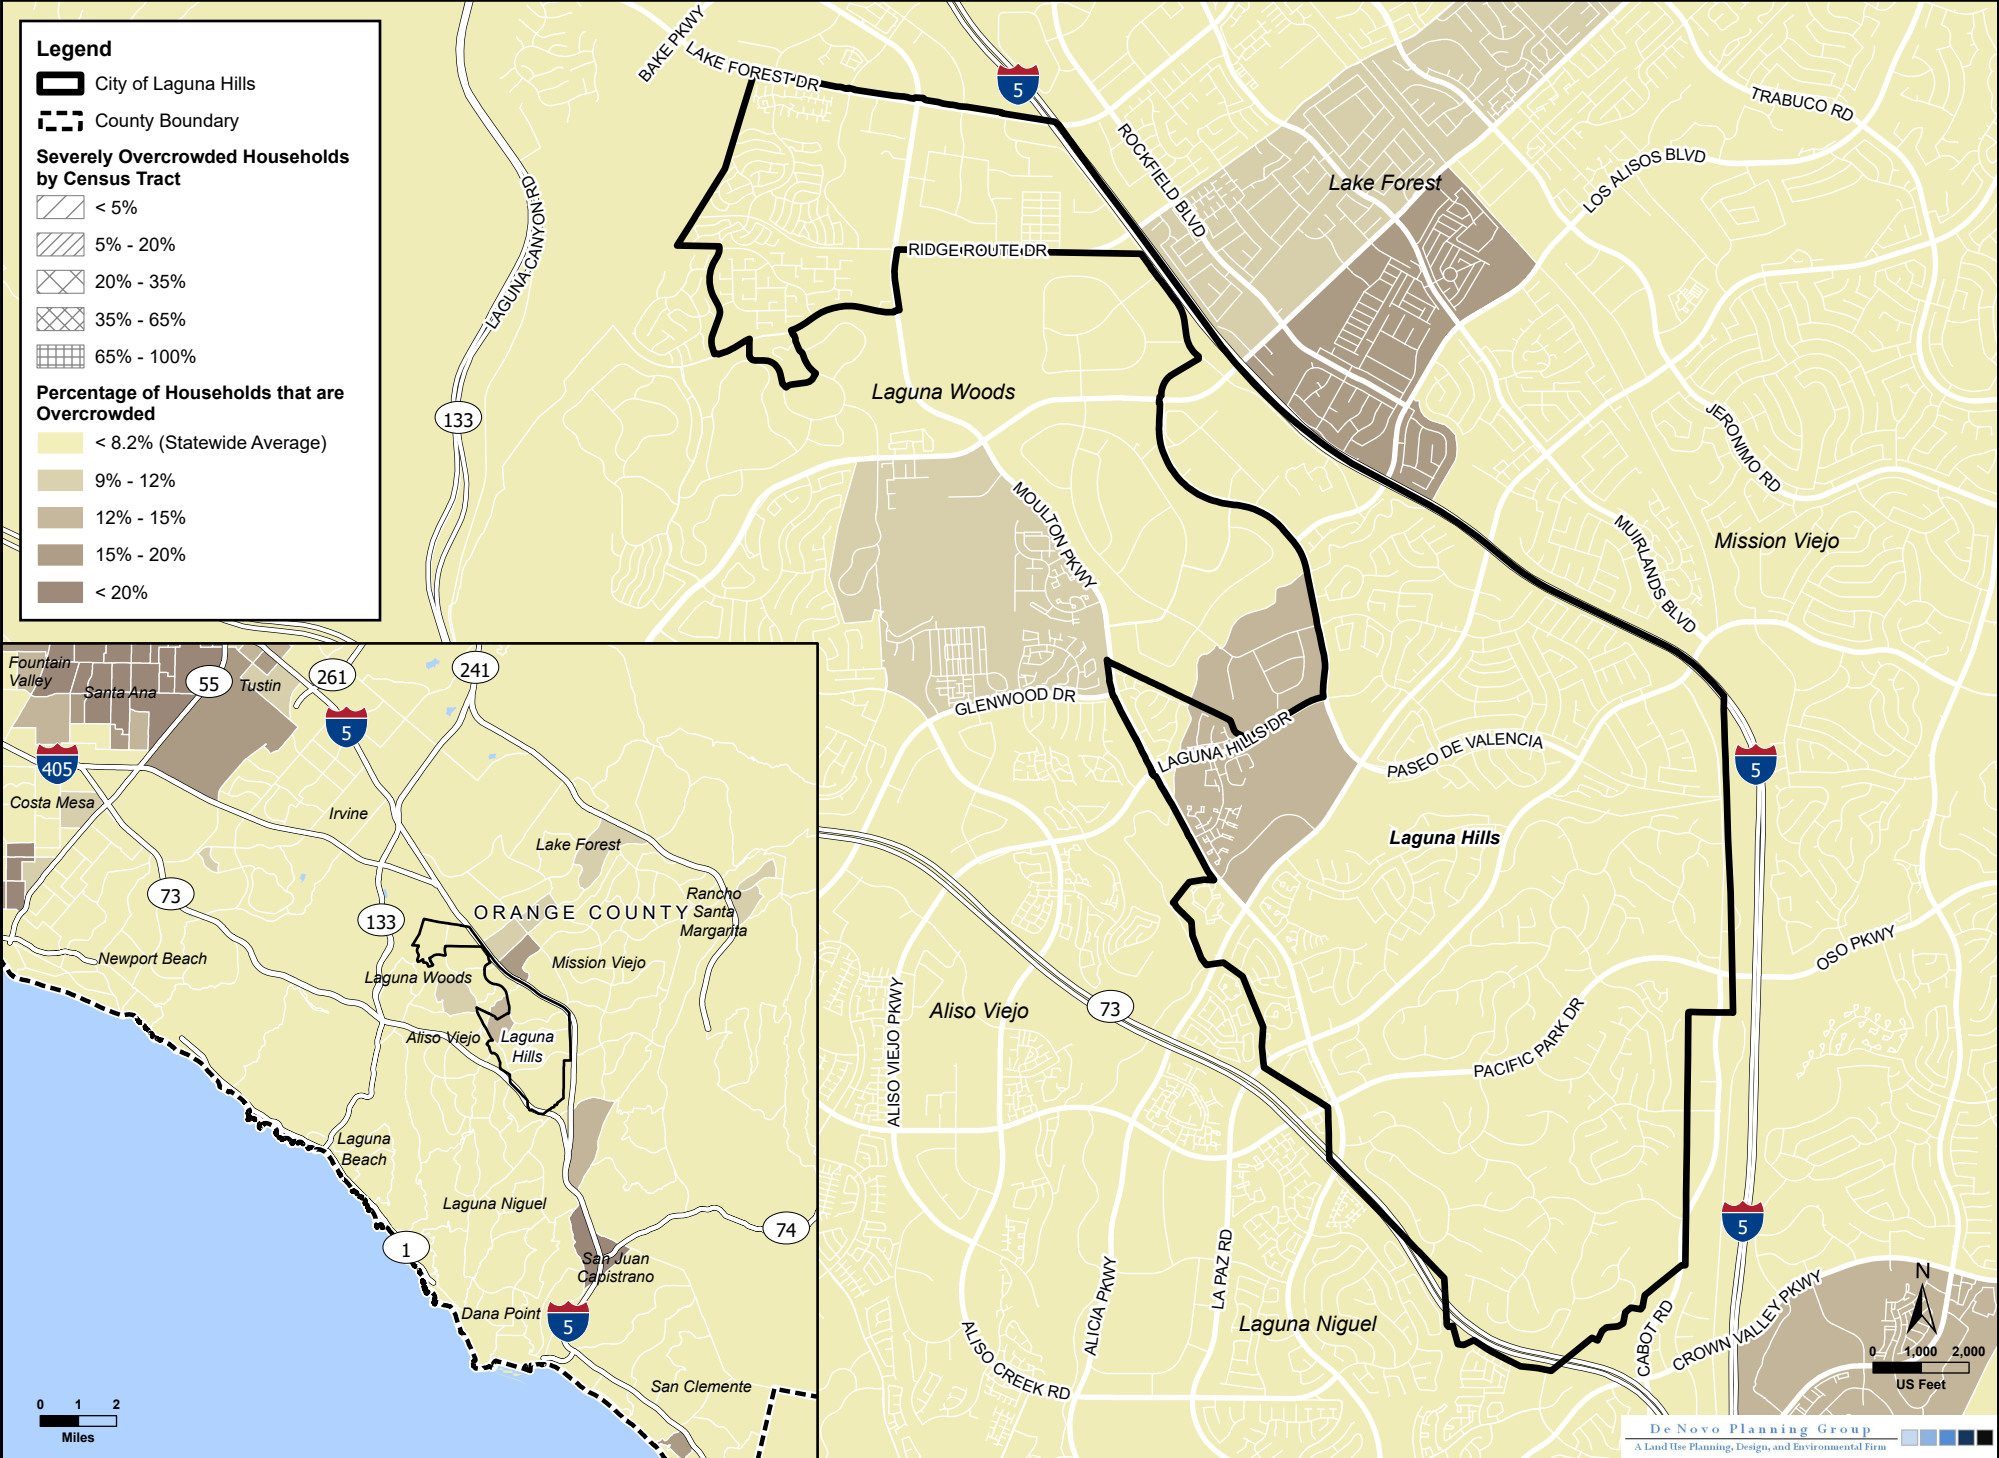 Legend
City of Laguna Hills
County Boundary
Severely Overcrowded Households
by Census Tract
< 5%
5% - 20%
20% - 35%
35% - 65%
65% - 100%
Percentage of Households that are
Overcrowded
< 8.2% (Statewide Average)
9% - 12%
12% - 15%
15% - 20%
< 20%
BAKE PKWY
LAKE FOREST DR
5
LAGUNA CANYON RD
133
ROCKFIELD BLVD
TRABUCO RD
LOS ALISOS BLVD
Lake Forest
RIDGE ROUTE DR
Laguna Woods
JERONIMO RD
MOULTON PKWY
MUIRLANDS BLVD
Mission Viejo
GLENWOOD DR
LAGUNA HILLS DR
PASEO DE VALENCIA
5
Laguna Hills
OSO PKWY
Aliso Viejo
73
ALISO VIEJO PKWY
PACIFIC PARK DR
5
LA PAZ RD
ALICIA PKWY
ALISO CREEK RD
Laguna Niguel
CABOT RD
CROWN VALLEY PKWY
N
0 1,000 2,000
US Feet
De Novo Planning Group
A Land Use Planning, Design, and Environmental Firm
Fountain
Valley
Santa Ana
55
Tustin
261
241
5
405
Costa Mesa
Irvine
Lake Forest
73
133
ORANGE COUNTY
Rancho
Santa
Margarita
Newport Beach
Laguna Woods
Mission Viejo
Aliso Viejo
Laguna
Hills
Laguna
Beach
Laguna Niguel
74
1
San Juan
Capistrano
Dana Point
5
San Clemente
0 1 2
Miles